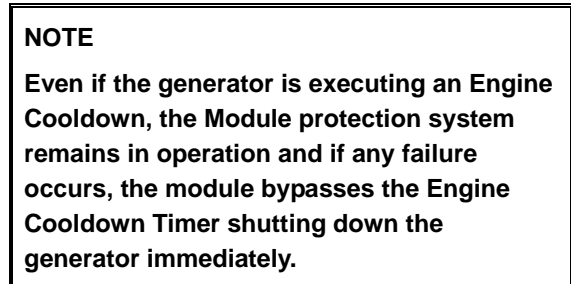 NOTE
Even if the generator is executing an Engine
Cooldown, the Module protection system
remains in operation and if any failure
occurs, the module bypasses the Engine
Cooldown Timer shutting down the
generator immediately.